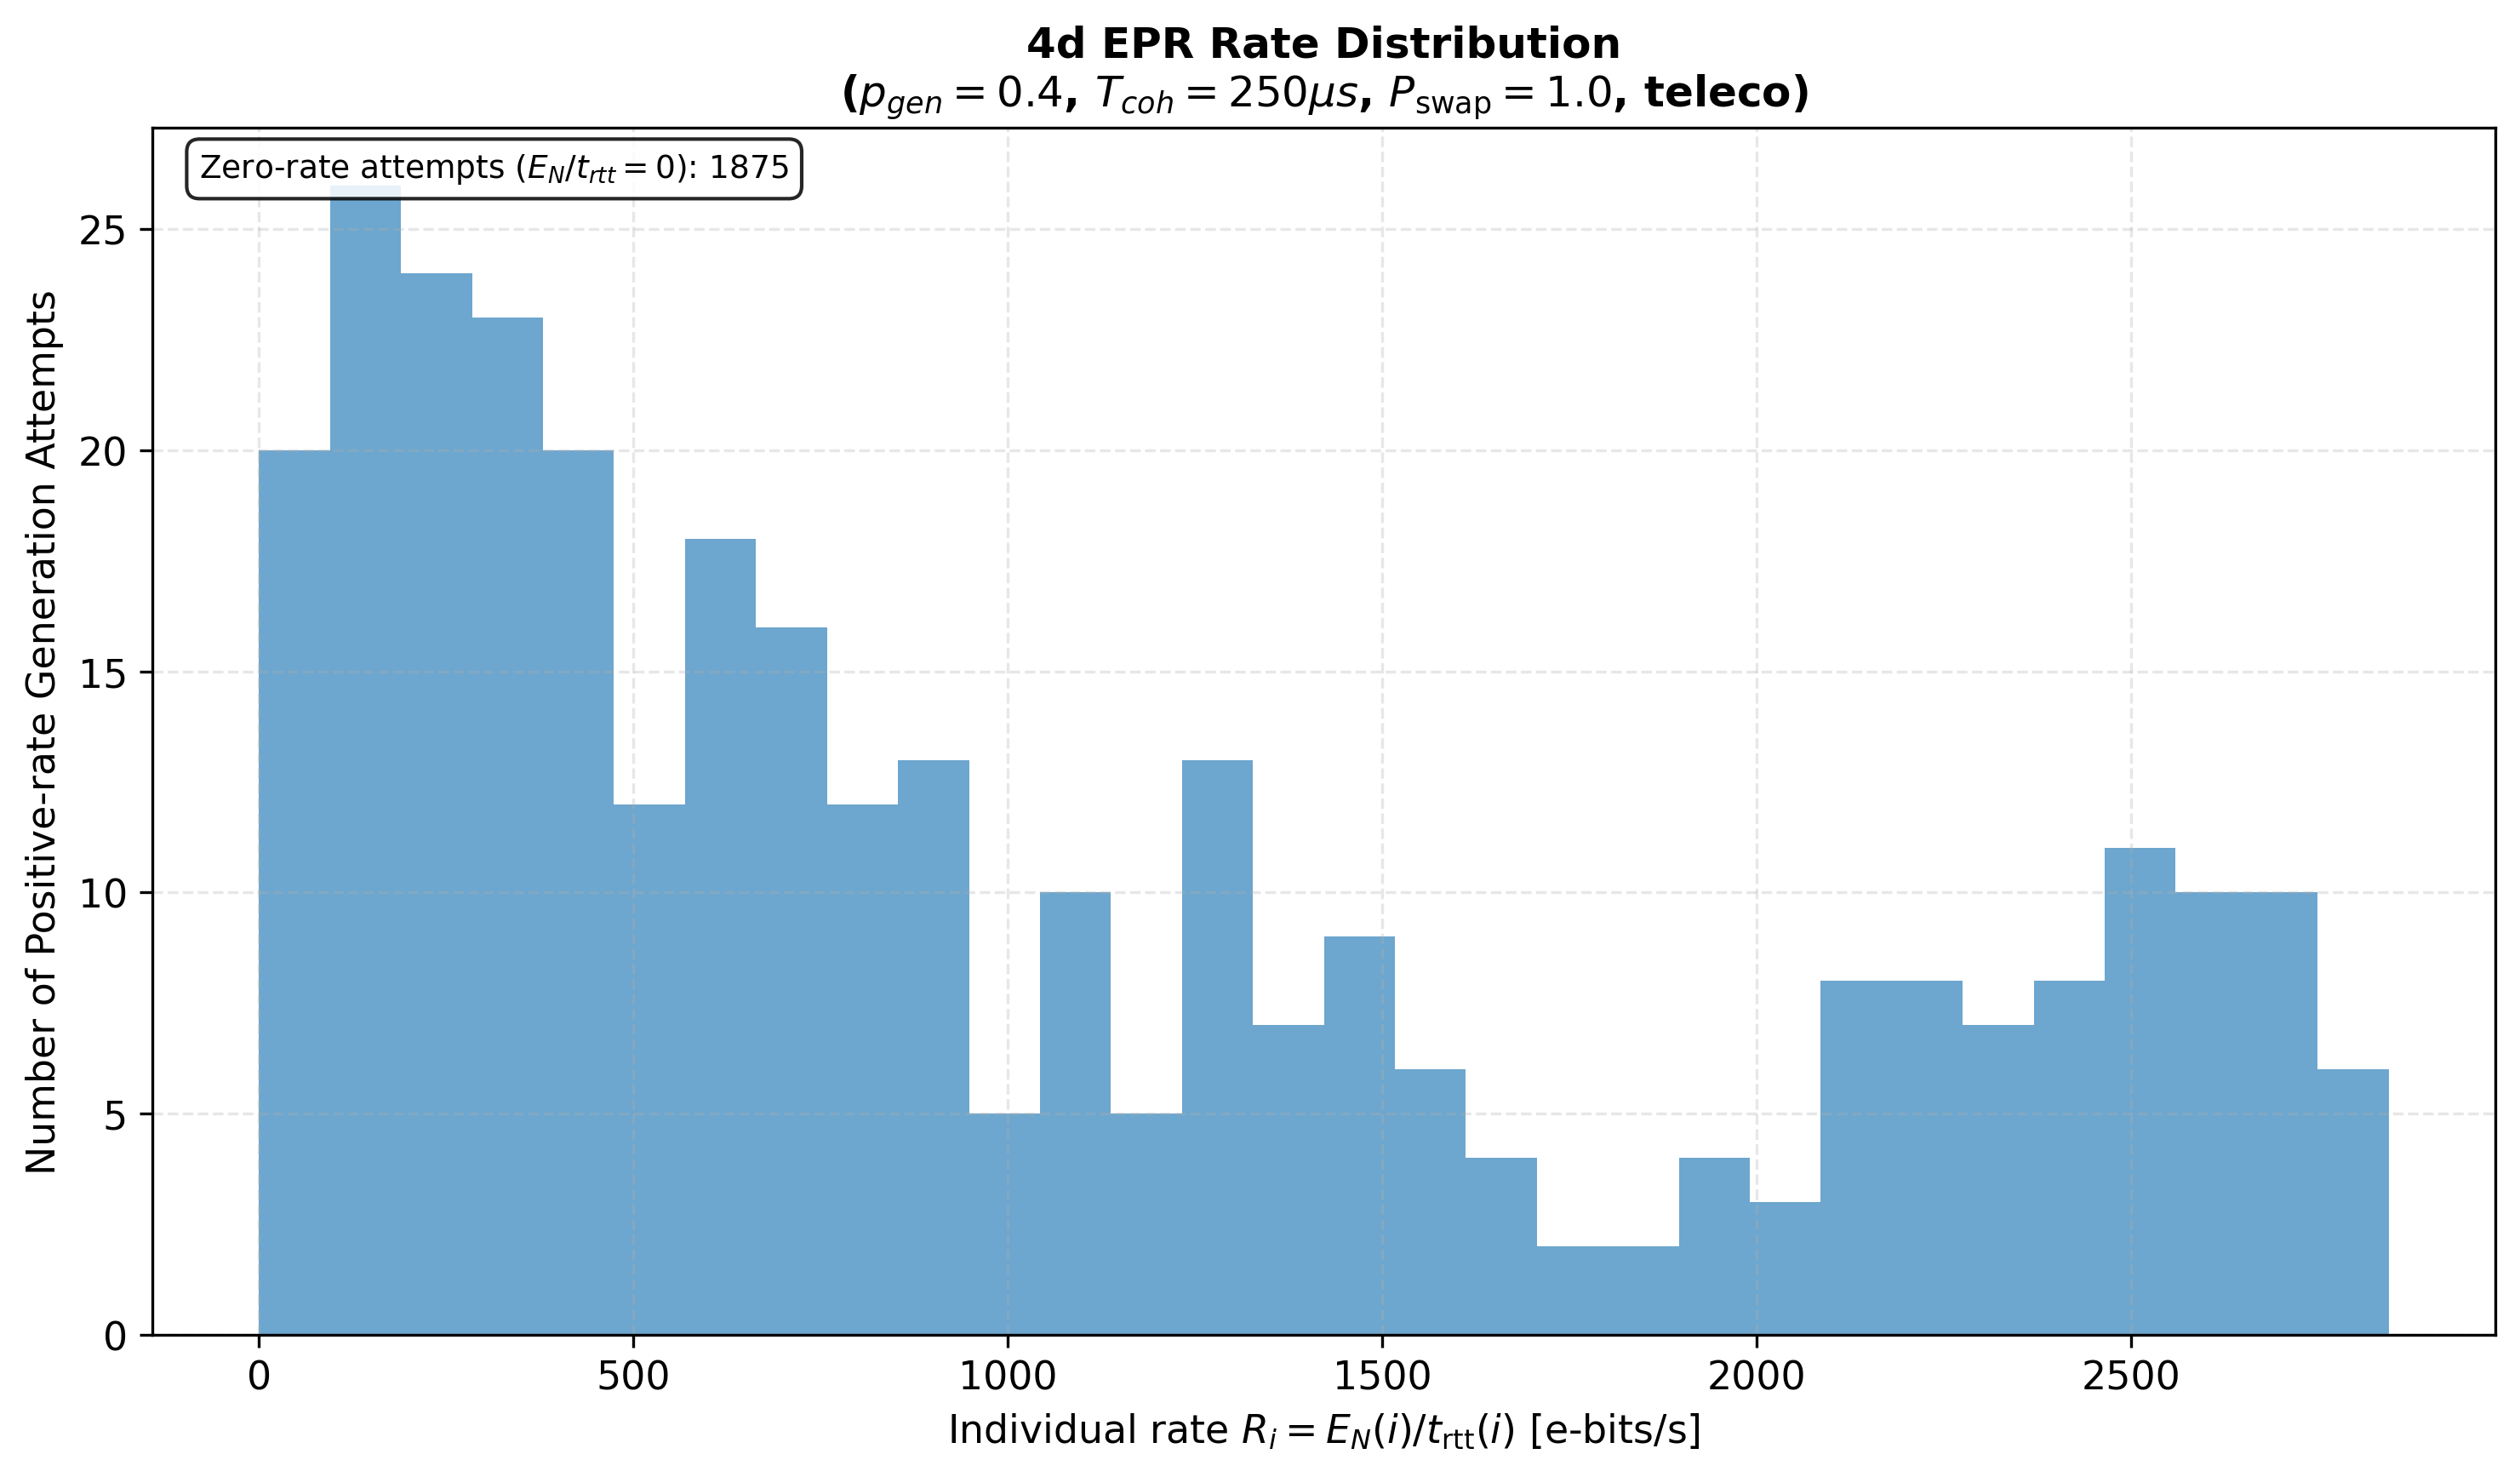 4d EPR Rate Distribution
(p_gen = 0.4, T_coh = 250μs, P_swap = 1.0, teleco)
Zero-rate attempts (E_N/t_rtt = 0): 1875
Number of Positive-rate Generation Attempts
25
20
15
10
5
0
0 500 1000 1500 2000 2500
Individual rate R_i = E_N(i)/t_rtt(i) [e-bits/s]